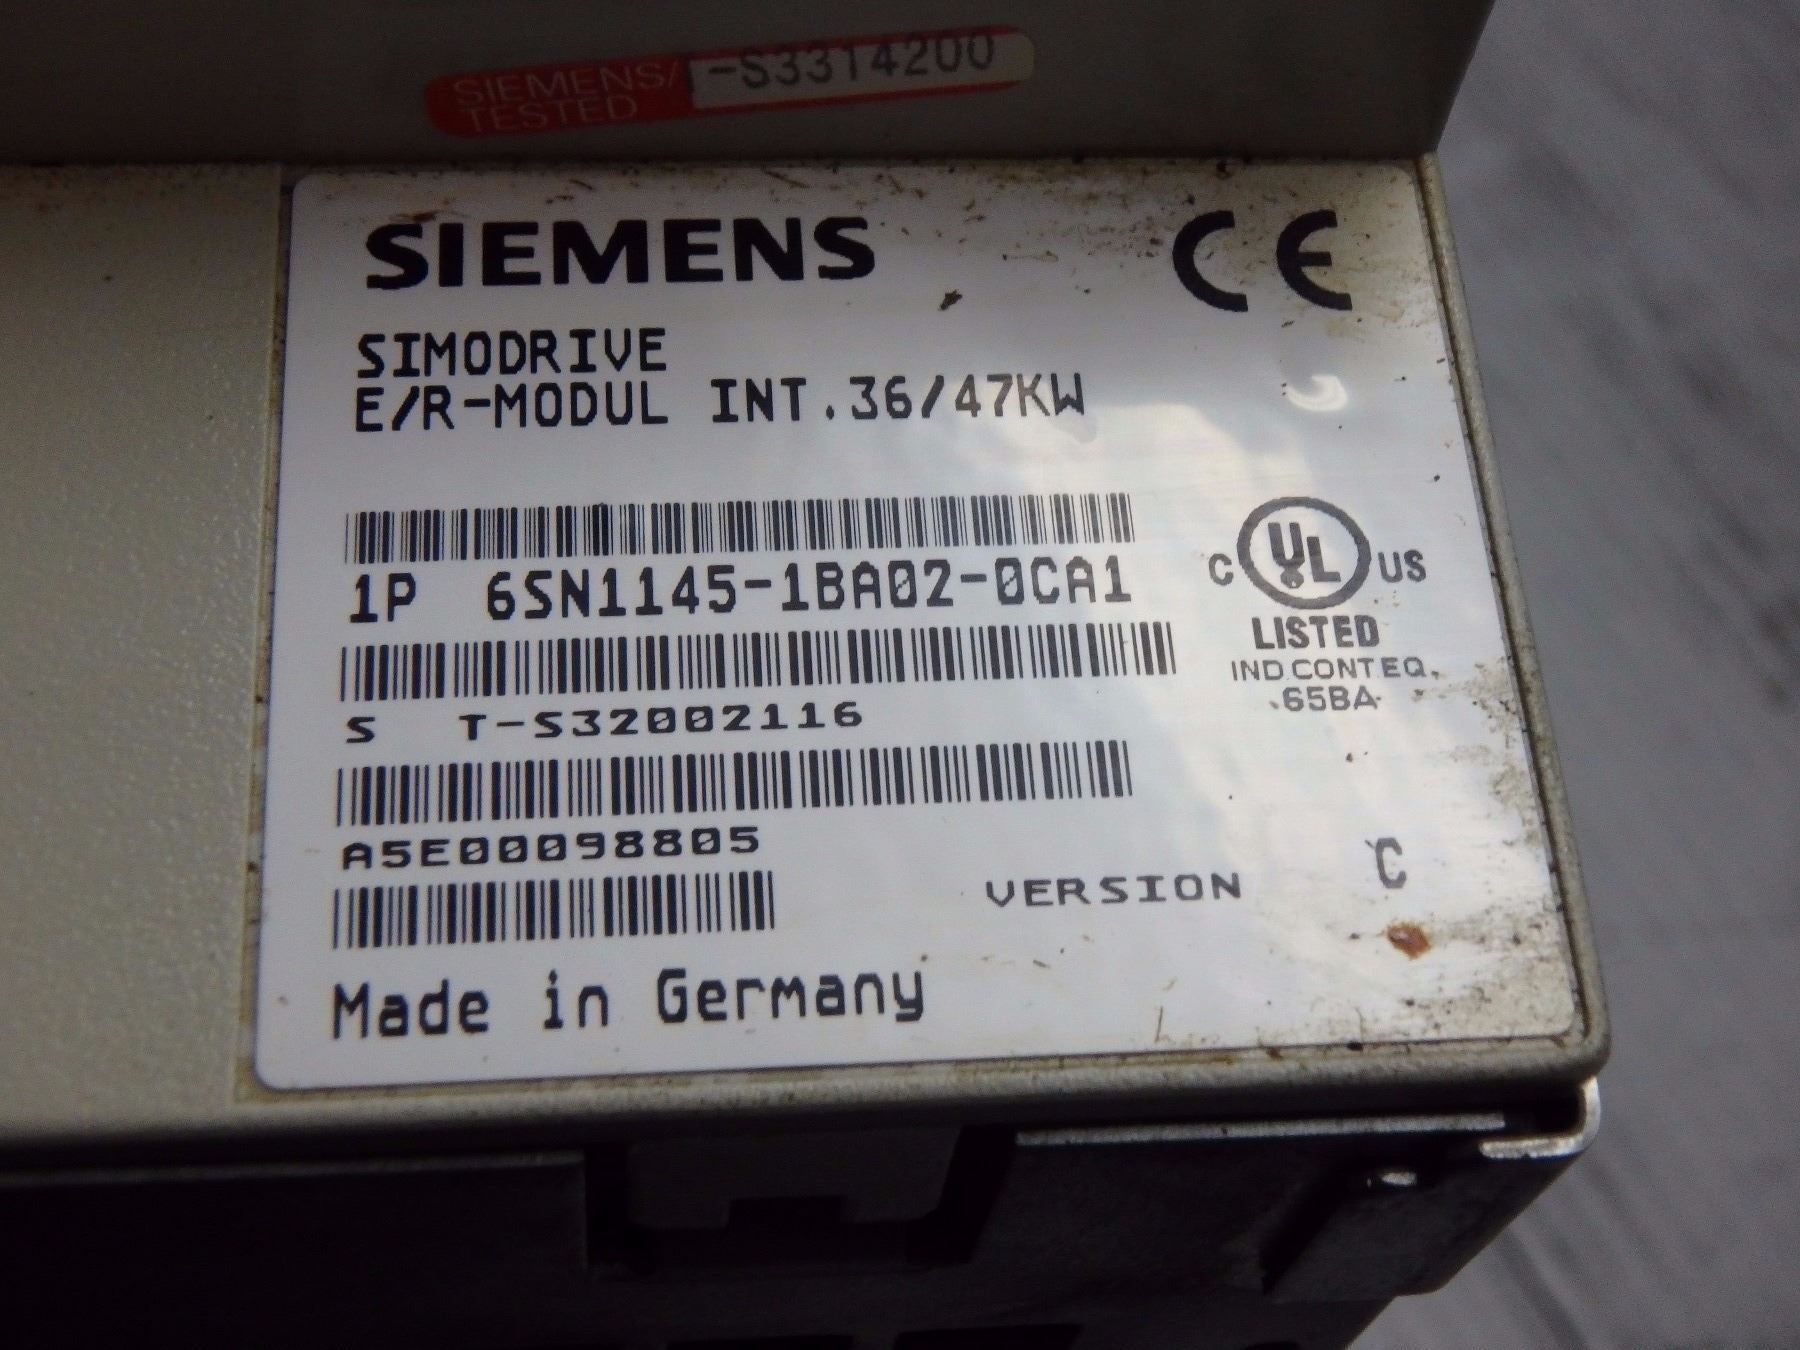 SIEMENS/ -S3314200
TESTED
SIEMENS CE
SIMODRIVE
E/R-MODUL INT.36/47KW
1P 6SN1145-1BA02-0CA1
C UL US
LISTED
IND.CONT.EQ.
65BA
S T-S32002116
A5E00098805
VERSION C
Made in Germany